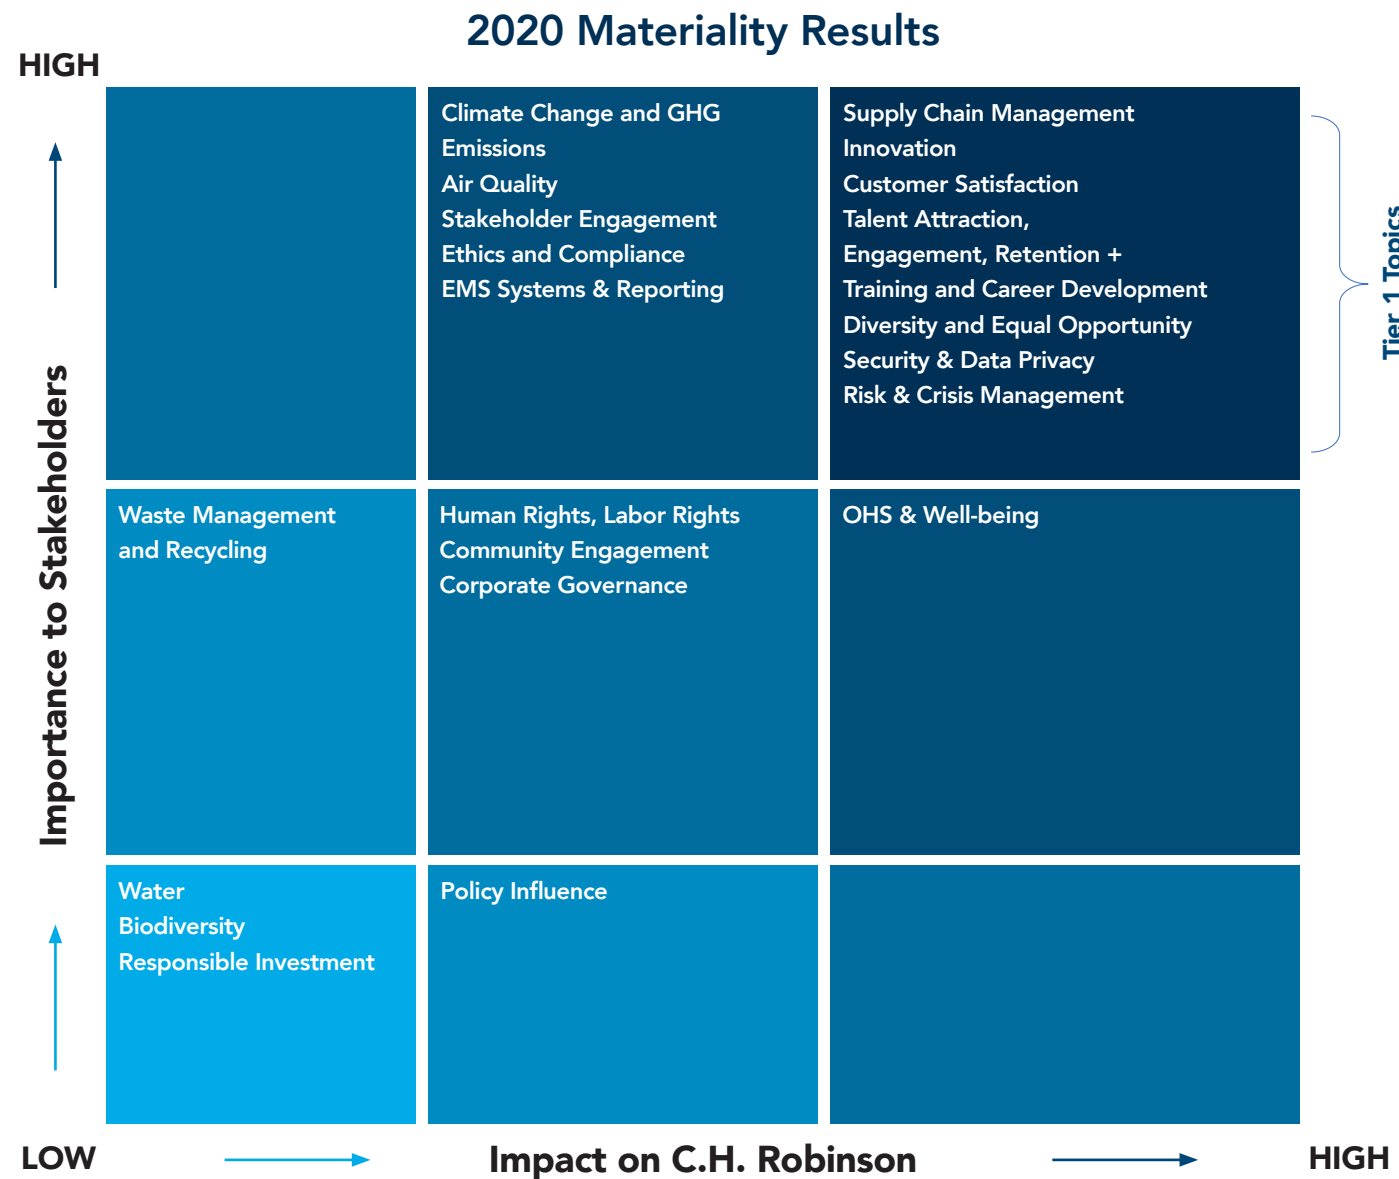 2020 Materiality Results
HIGH
Climate Change and GHG
Emissions
Air Quality
Stakeholder Engagement
Ethics and Compliance
EMS Systems & Reporting
Supply Chain Management
Innovation
Customer Satisfaction
Talent Attraction,
Engagement, Retention +
Training and Career Development
Diversity and Equal Opportunity
Security & Data Privacy
Risk & Crisis Management
Tier 1 Topics
Importance to Stakeholders
Waste Management
and Recycling
Human Rights, Labor Rights
Community Engagement
Corporate Governance
OHS & Well-being
Water
Biodiversity
Responsible Investment
Policy Influence
LOW
Impact on C.H. Robinson
HIGH